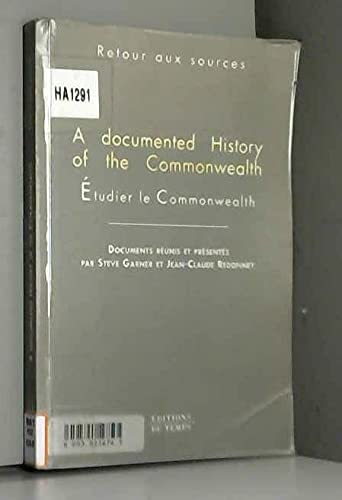 Retour aux sources
HA1291
A documented History
of the Commonwealth
Étudier le Commonwealth
DOCUMENTS RÉUNIS ET PRÉSENTÉS
PAR STEVE GARNER ET JEAN-CLAUDE REDONNET
EDITIONS
DU TEMPS